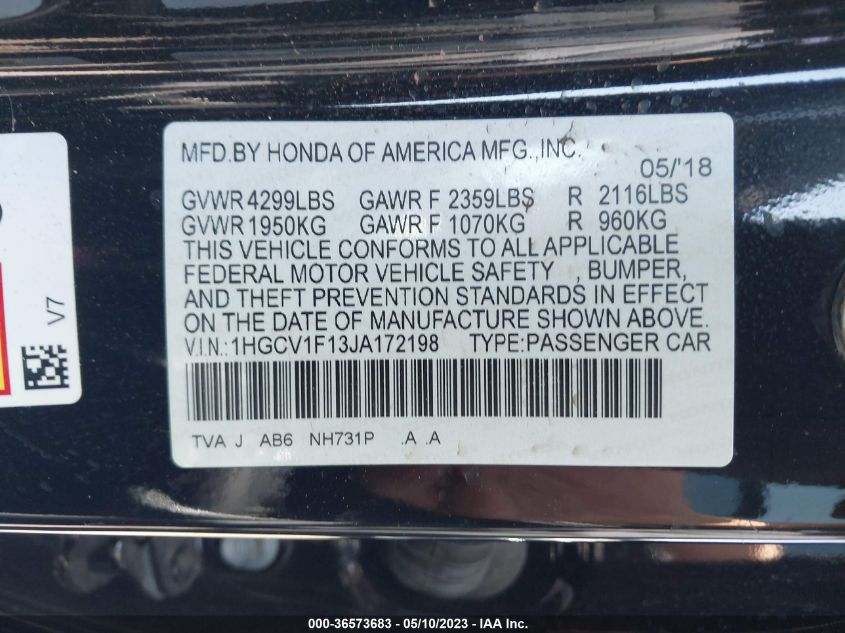 MFD.BY HONDA OF AMERICA MFG.,INC.
05/'18
GVWR 4299LBS GAWR F 2359LBS R 2116LBS
GVWR 1950KG GAWR F 1070KG R 960KG
THIS VEHICLE CONFORMS TO ALL APPLICABLE
FEDERAL MOTOR VEHICLE SAFETY , BUMPER,
AND THEFT PREVENTION STANDARDS IN EFFECT
ON THE DATE OF MANUFACTURE SHOWN ABOVE.
V.I.N.:1HGCV1F13JA172198 TYPE:PASSENGER CAR
TVA J AB6 NH731P .A .A
V7
000-36573683 - 05/10/2023 - IAA Inc.